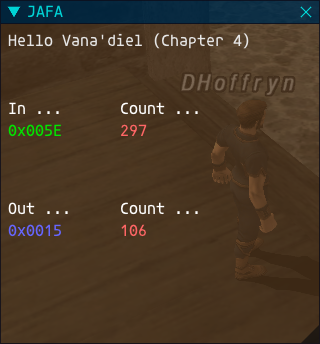 JAFA
Hello Vana'diel (Chapter 4)
DHoffryn
In ... Count ...
0x005E 297
Out ... Count ...
0x0015 106